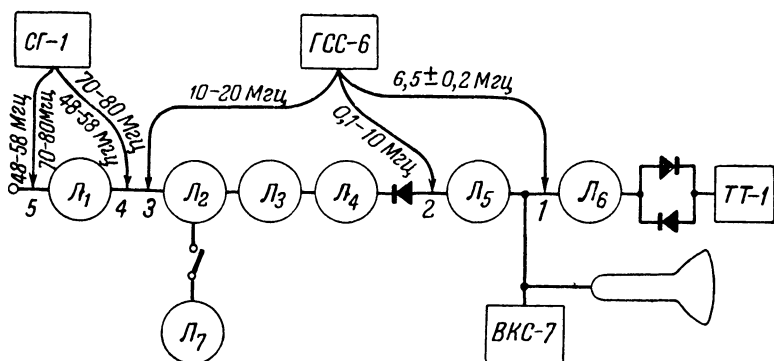 СГ-1
ГСС-6
48-58 Мгц
70-80 Мгц
70-80 Мгц
48-58 Мгц
10-20 Мгц
0,1-10 Мгц
6,5±0,2 Мгц
5
Л1
4
3
Л2
Л3
Л4
2
Л5
1
Л6
ТТ-1
Л7
ВКС-7